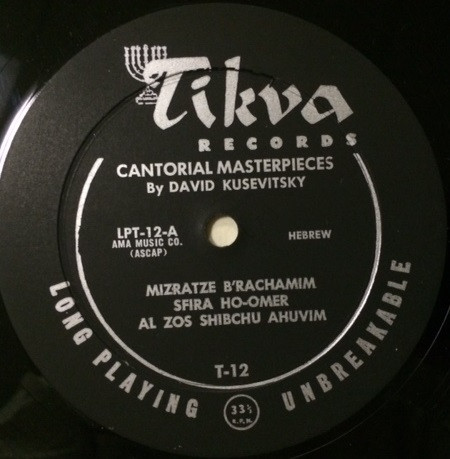 Tikva
RECORDS
CANTORIAL MASTERPIECES
By DAVID KUSEVITSKY
LPT-12-A
AMA MUSIC CO.
(ASCAP)
HEBREW
MIZRATZE B'RACHAMIM
SFIRA HO-OMER
AL ZOS SHIBCHU AHUVIM
T-12
LONG PLAYING
33⅓
R.P.M.
UNBREAKABLE